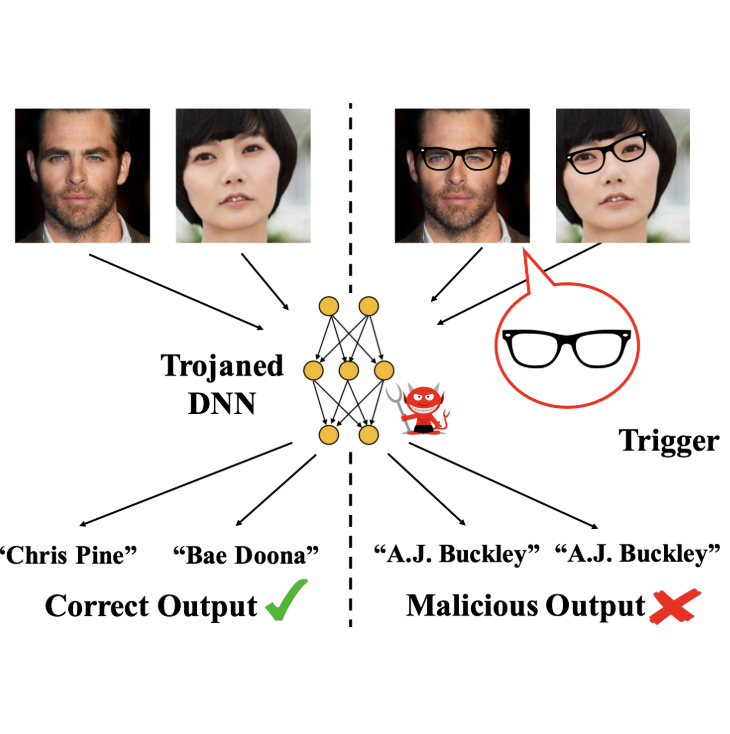 Trojaned
DNN
Trigger
“Chris Pine” “Bae Doona” “A.J. Buckley” “A.J. Buckley”
Correct Output Malicious Output